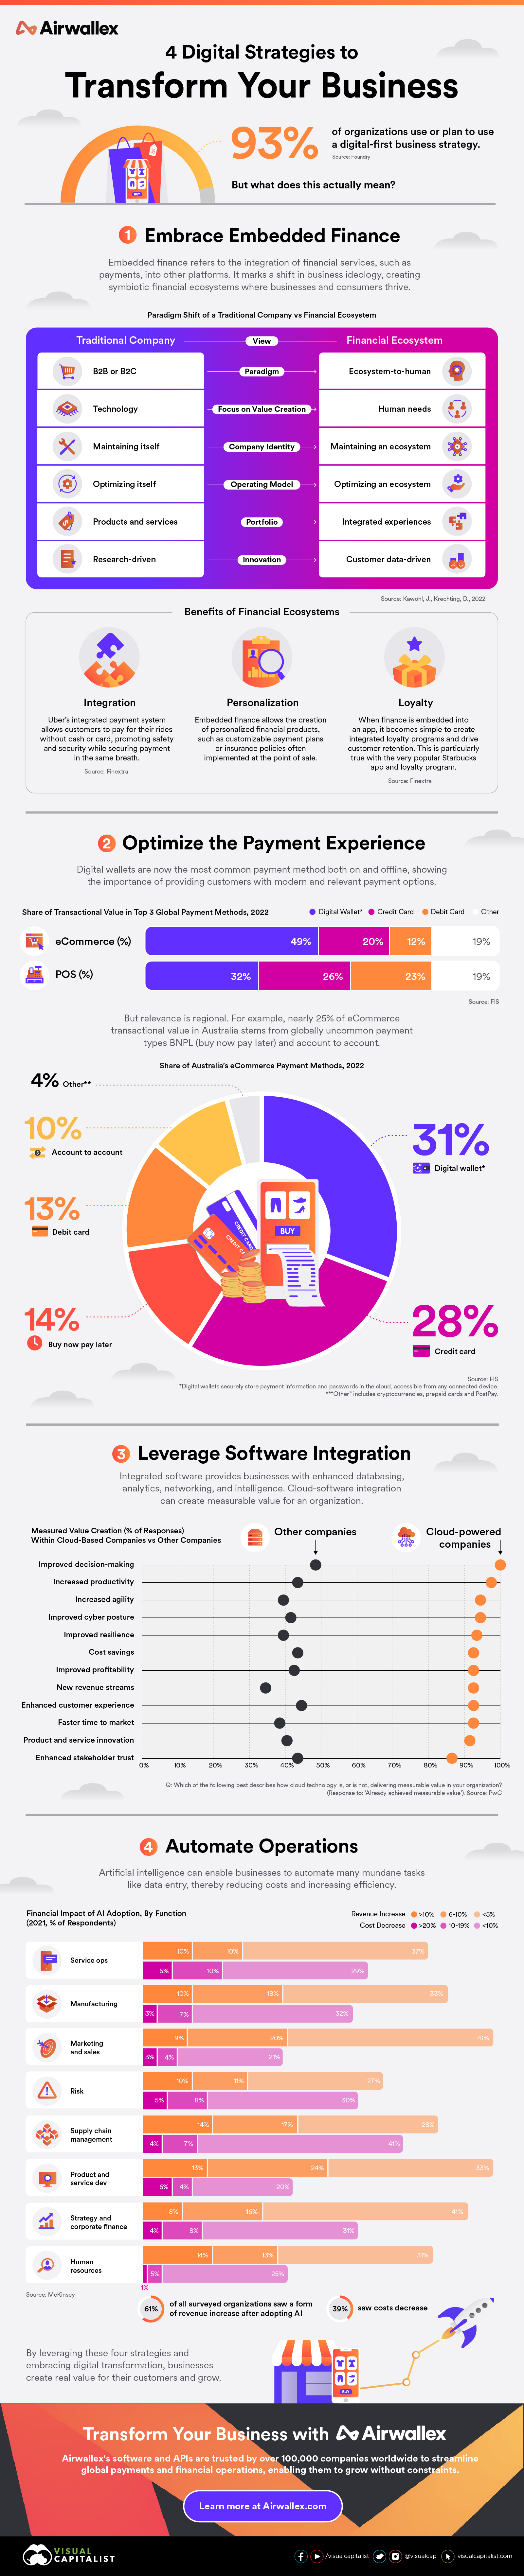 Airwallex
4 Digital Strategies to
Transform Your Business
93%
of organizations use or plan to use
a digital-first business strategy.
Source: Foundry
But what does this actually mean?
BUY
1 Embrace Embedded Finance
Embedded finance refers to the integration of financial services, such as
payments, into other platforms. It marks a shift in business ideology, creating
symbiotic financial ecosystems where businesses and consumers thrive.
Paradigm Shift of a Traditional Company vs Financial Ecosystem
Traditional Company View Financial Ecosystem
B2B or B2C Paradigm Ecosystem-to-human
Technology Focus on Value Creation Human needs
Maintaining itself Company Identity Maintaining an ecosystem
Optimizing itself Operating Model Optimizing an ecosystem
Products and services Portfolio Integrated experiences
Research-driven Innovation Customer data-driven
Source: Kawohl, J., Krechting, D., 2022
Benefits of Financial Ecosystems
Integration
Uber's integrated payment system
allows customers to pay for their rides
without cash or card, promoting safety
and security while securing payment
in the same breath.
Source: Finextra
Personalization
Embedded finance allows the creation
of personalized financial products,
such as customizable payment plans
or insurance policies often
implemented at the point of sale.
Loyalty
When finance is embedded into
an app, it becomes simple to create
integrated loyalty programs and drive
customer retention. This is particularly
true with the very popular Starbucks
app and loyalty program.
Source: Finextra
2 Optimize the Payment Experience
Digital wallets are now the most common payment method both on and offline, showing
the importance of providing customers with modern and relevant payment options.
Share of Transactional Value in Top 3 Global Payment Methods, 2022
Digital Wallet* Credit Card Debit Card Other
eCommerce (%) 49% 20% 12% 19%
POS (%) 32% 26% 23% 19%
Source: FIS
But relevance is regional. For example, nearly 25% of eCommerce
transactional value in Australia stems from globally uncommon payment
types BNPL (buy now pay later) and account to account.
Share of Australia's eCommerce Payment Methods, 2022
4% Other**
10%
Account to account
13%
Debit card
14%
Buy now pay later
31%
Digital wallet*
28%
Credit card
CREDIT CARD
BUY
Source: FIS
*Digital wallets securely store payment information and passwords in the cloud, accessible from any connected device.
**"Other" includes cryptocurrencies, prepaid cards and PostPay.
3 Leverage Software Integration
Integrated software provides businesses with enhanced databasing,
analytics, networking, and intelligence. Cloud-software integration
can create measurable value for an organization.
Measured Value Creation (% of Responses)
Within Cloud-Based Companies vs Other Companies
Other companies
Cloud-powered
companies
Improved decision-making
Increased productivity
Increased agility
Improved cyber posture
Improved resilience
Cost savings
Improved profitability
New revenue streams
Enhanced customer experience
Faster time to market
Product and service innovation
Enhanced stakeholder trust
0% 10% 20% 30% 40% 50% 60% 70% 80% 90% 100%
Q: Which of the following best describes how cloud technology is, or is not, delivering measurable value in your organization?
(Response to: 'Already achieved measurable value'). Source: PwC
4 Automate Operations
Artificial intelligence can enable businesses to automate many mundane tasks
like data entry, thereby reducing costs and increasing efficiency.
Financial Impact of AI Adoption, By Function
(2021, % of Respondents)
Revenue Increase >10% 6-10% <5%
Cost Decrease >20% 10-19% <10%
Service ops
10% 10% 37%
6% 10% 29%
Manufacturing
10% 18% 33%
3% 7% 32%
Marketing
and sales
9% 20% 41%
3% 4% 21%
Risk
10% 11% 27%
5% 8% 30%
Supply chain
management
14% 17% 28%
4% 7% 41%
Product and
service dev
13% 24% 33%
6% 4% 20%
Strategy and
corporate finance
8% 16% 41%
4% 8% 31%
Human
resources
14% 13% 31%
1% 5% 25%
Source: McKinsey
61% of all surveyed organizations saw a form
of revenue increase after adopting AI
39% saw costs decrease
By leveraging these four strategies and
embracing digital transformation, businesses
create real value for their customers and grow.
BUY
Transform Your Business with Airwallex
Airwallex's software and APIs are trusted by over 100,000 companies worldwide to streamline
global payments and financial operations, enabling them to grow without constraints.
Learn more at Airwallex.com
VISUAL
CAPITALIST
/visualcapitalist @visualcap visualcapitalist.com